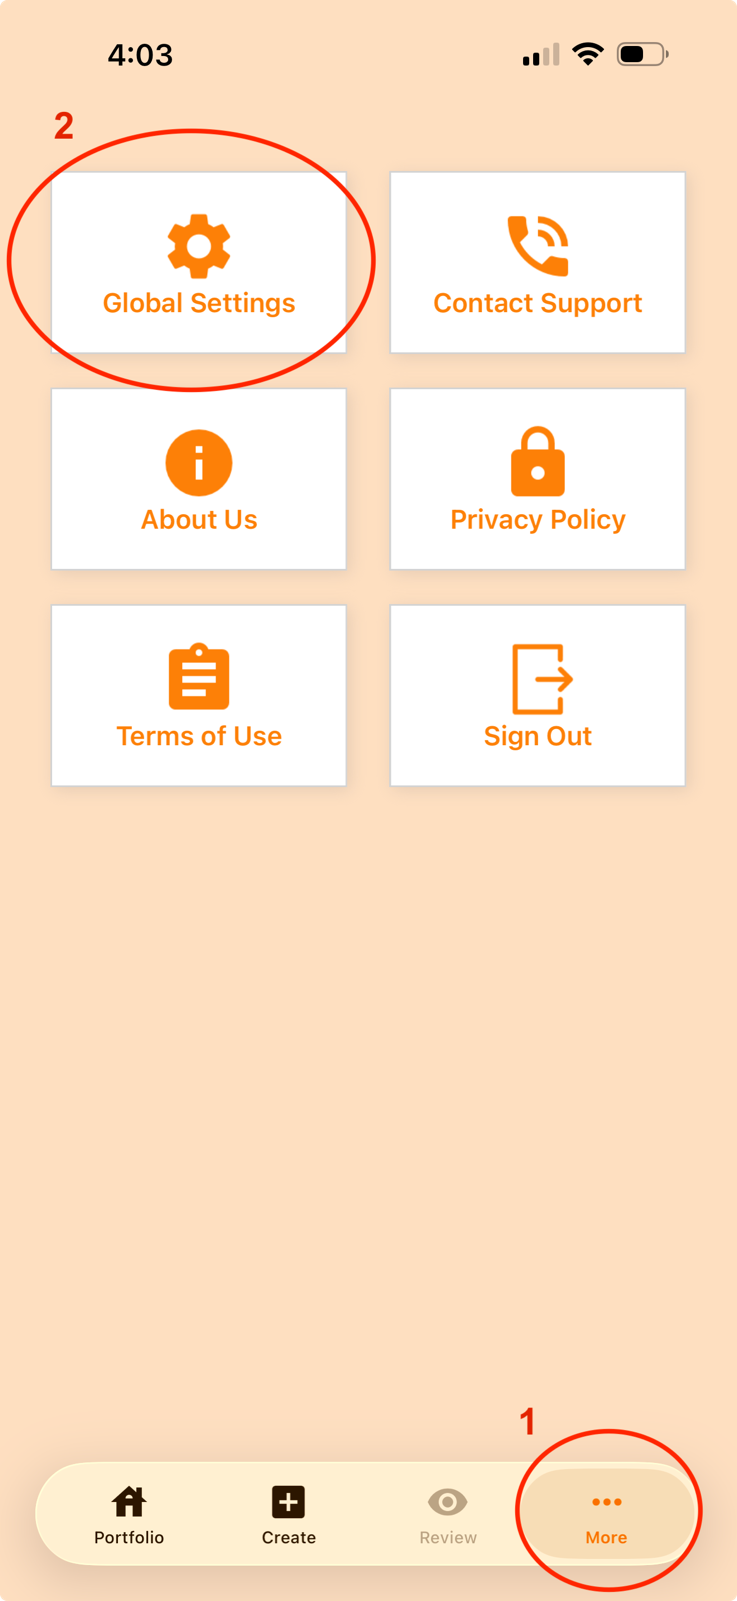 4:03
2
Global Settings
Contact Support
About Us
Privacy Policy
Terms of Use
Sign Out
1
Portfolio
Create
Review
More